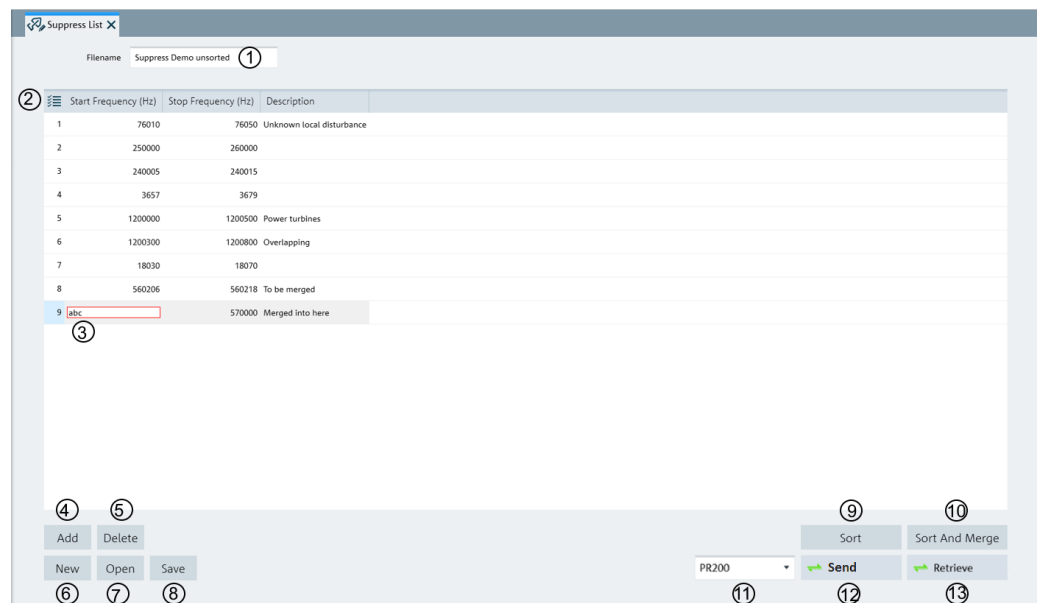 Suppress List
Filename Suppress Demo unsorted ①
② Start Frequency (Hz) Stop Frequency (Hz) Description
1 76010 76050 Unknown local disturbance
2 250000 260000
3 240005 240015
4 3657 3679
5 1200000 1200500 Power turbines
6 1200300 1200800 Overlapping
7 18030 18070
8 560206 560218 To be merged
9 abc 570000 Merged into here
③
④ ⑤ ⑨ ⑩
Add Delete Sort Sort And Merge
New Open Save PR200 Send Retrieve
⑥ ⑦ ⑧ ⑪ ⑫ ⑬